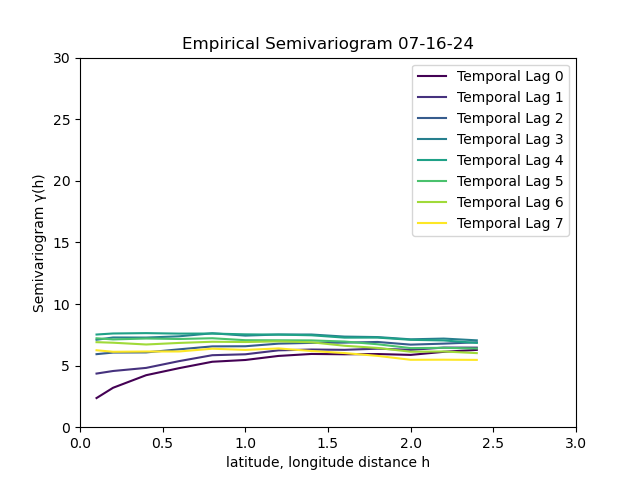 Empirical Semivariogram 07-16-24
30
25
20
15
10
5
0
Semivariogram γ(h)
Temporal Lag 0
Temporal Lag 1
Temporal Lag 2
Temporal Lag 3
Temporal Lag 4
Temporal Lag 5
Temporal Lag 6
Temporal Lag 7
0.0 0.5 1.0 1.5 2.0 2.5 3.0
latitude, longitude distance h